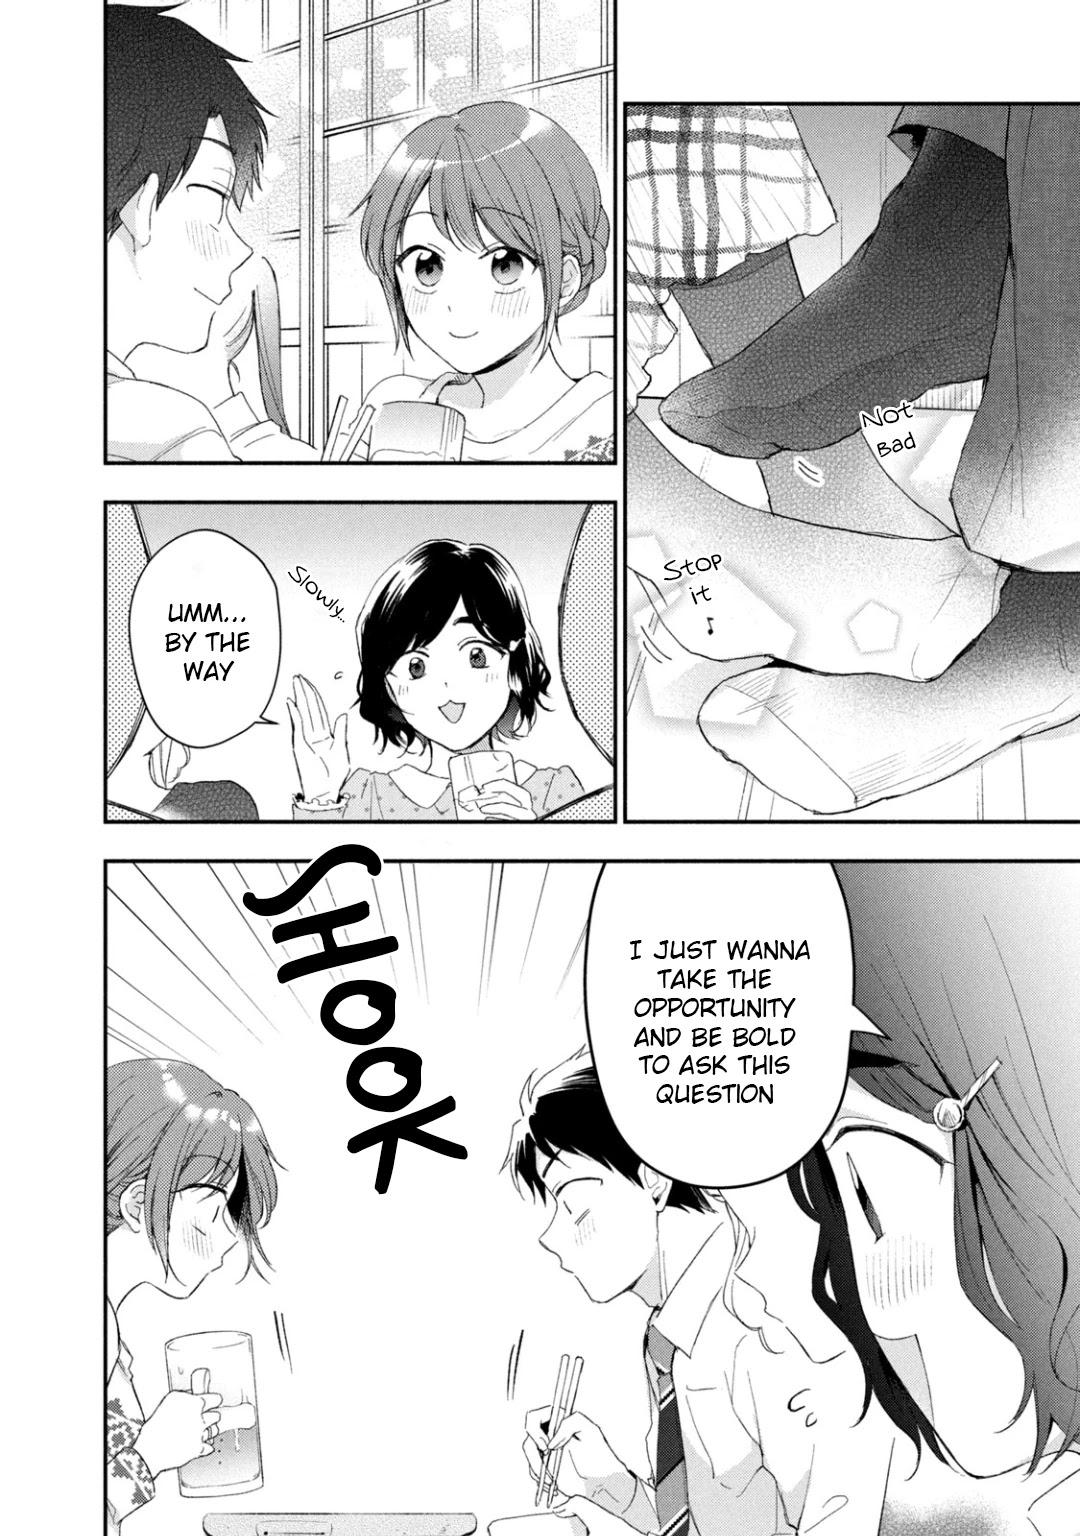 Not
Bad
Stop
it
Slowly...
UMM...
BY THE
WAY
I JUST WANNA
TAKE THE
OPPORTUNITY
AND BE BOLD
TO ASK THIS
QUESTION
SHOOK